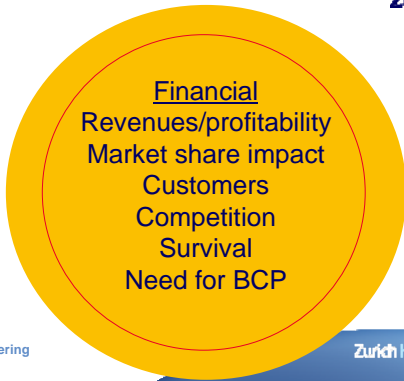 Financial
Revenues/profitability
Market share impact
Customers
Competition
Survival
Need for BCP
ering
Zurich